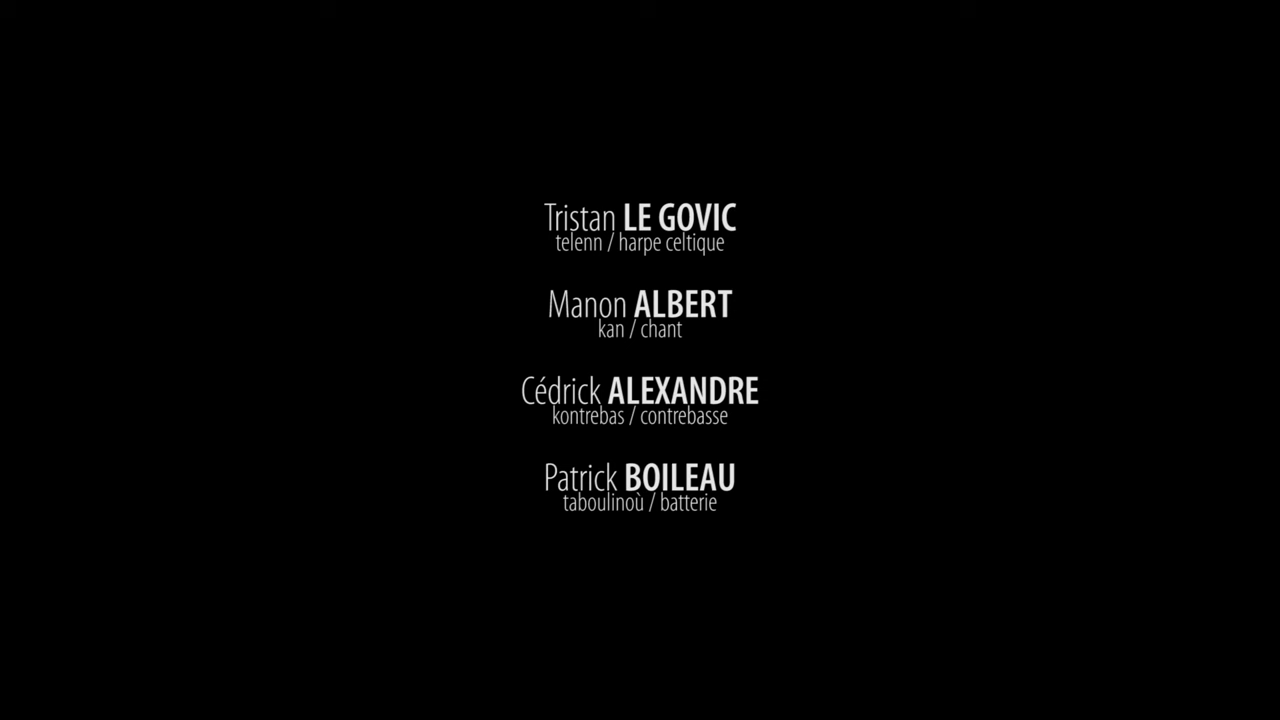 Tristan LE GOVIC
telenn / harpe celtique
Manon ALBERT
kan / chant
Cédrick ALEXANDRE
kontrebas / contrebasse
Patrick BOILEAU
taboulinoù / batterie